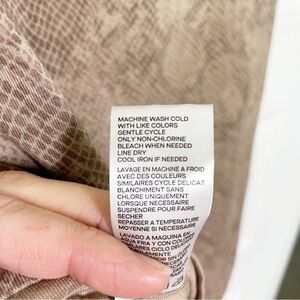 MACHINE WASH COLD
WITH LIKE COLORS
GENTLE CYCLE
ONLY NON-CHLORINE
BLEACH WHEN NEEDED
LINE DRY
COOL IRON IF NEEDED
LAVAGE EN MACHINE A FROID
AVEC DES COULEURS
SIMILAIRES CYCLE DELICAT
BLANCHIMENT SANS
CHLORE UNIQUEMENT
LORSQUE NECESSAIRE
SUSPENDRE POUR FAIRE
SECHER
REPASSER A TEMPERATURE
MOYENNE SI NECESSAIRE
LAVADO A MAQUINA EN
AGUA FRIA Y CON
CICLO